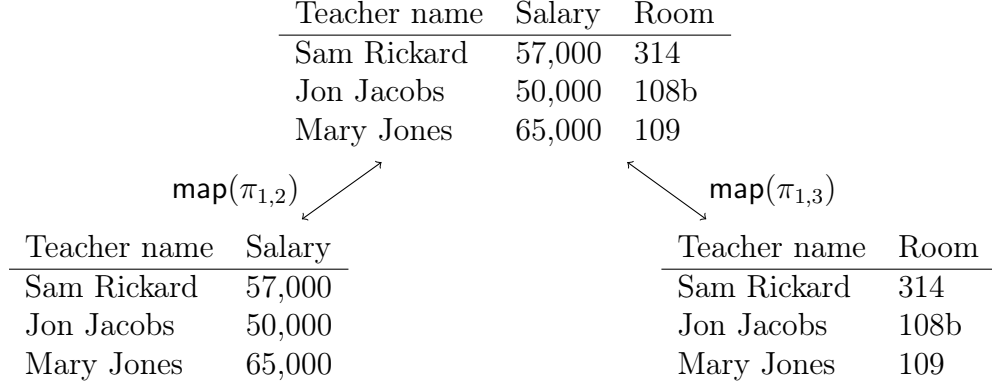 Teacher name Salary Room
Sam Rickard 57,000 314
Jon Jacobs 50,000 108b
Mary Jones 65,000 109
map(π1,2)
map(π1,3)
Teacher name Salary
Sam Rickard 57,000
Jon Jacobs 50,000
Mary Jones 65,000
Teacher name Room
Sam Rickard 314
Jon Jacobs 108b
Mary Jones 109